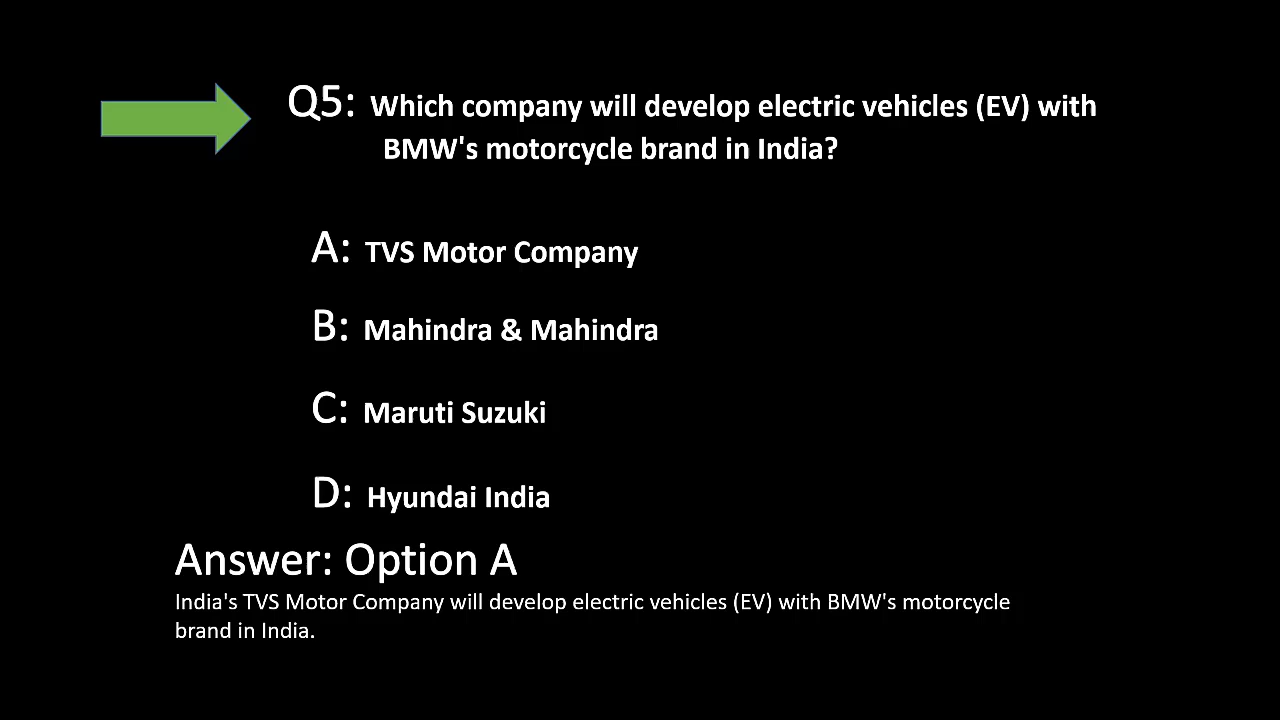 Q5: Which company will develop electric vehicles (EV) with
BMW's motorcycle brand in India?
A: TVS Motor Company
B: Mahindra & Mahindra
C: Maruti Suzuki
D: Hyundai India
Answer: Option A
India's TVS Motor Company will develop electric vehicles (EV) with BMW's motorcycle
brand in India.